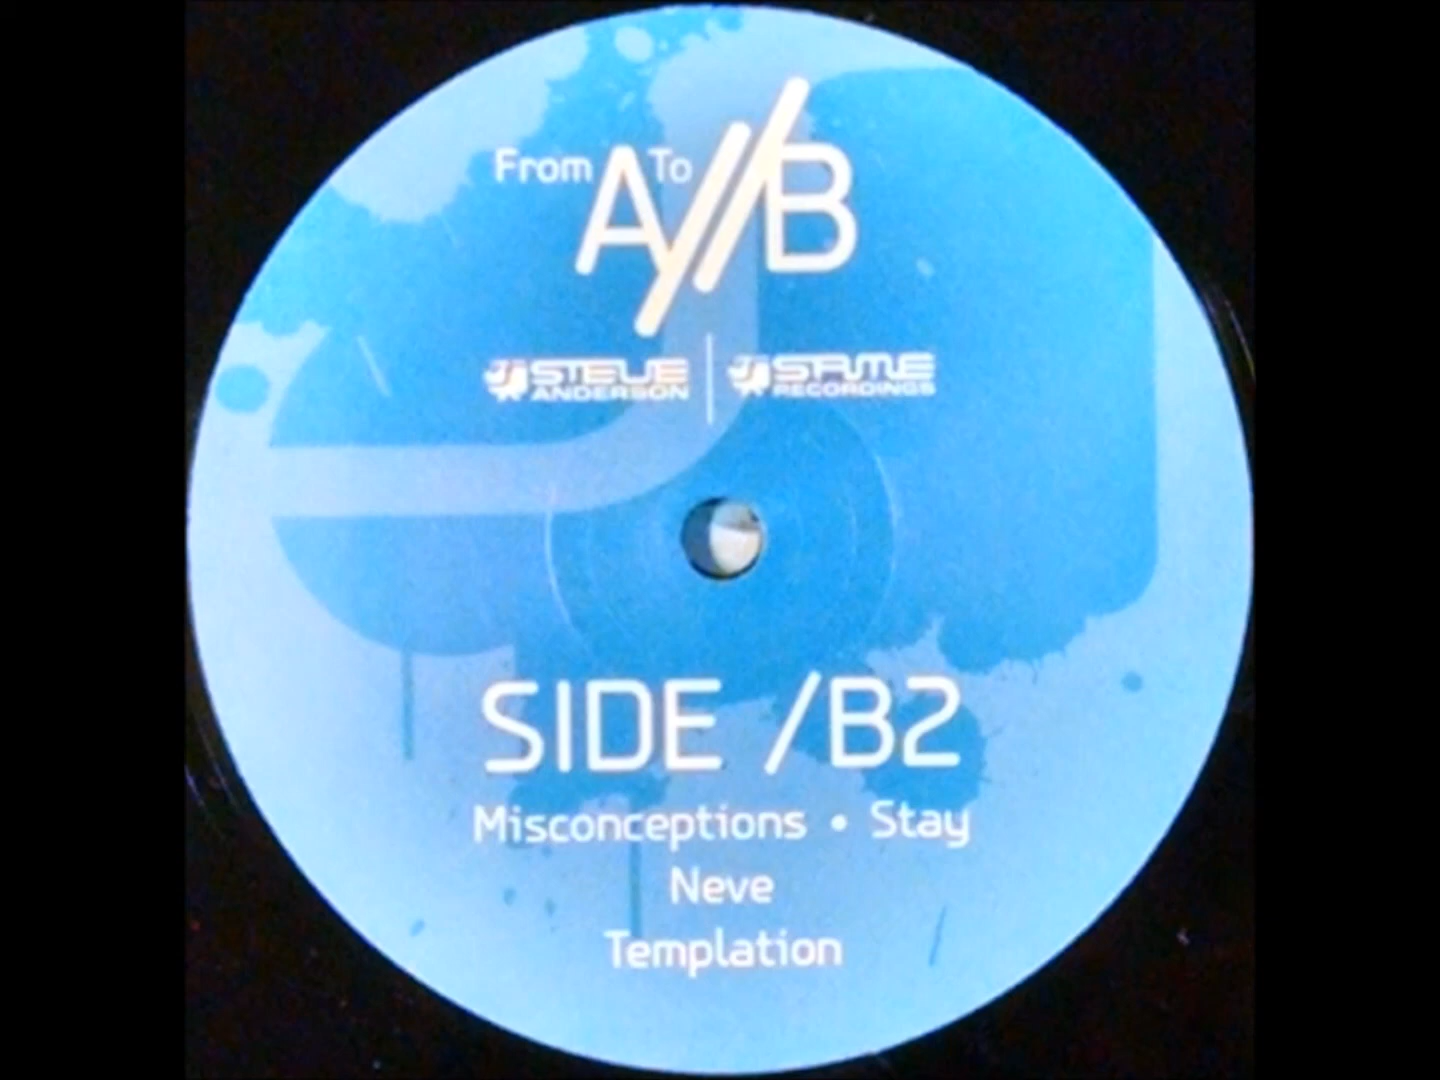 From A To // B
STEVE ANDERSON | SAME RECORDINGS
SIDE /B2
Misconceptions • Stay
Neve
Templation